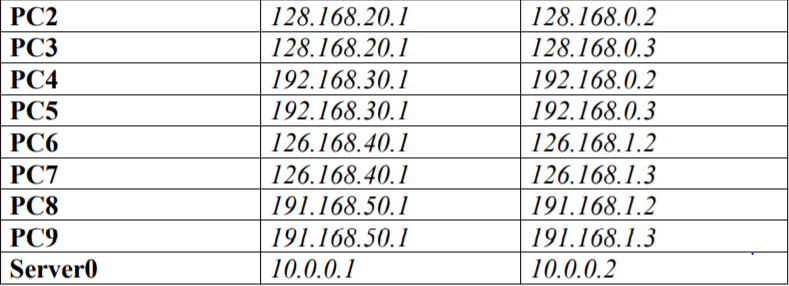 PC2 128.168.20.1 128.168.0.2
PC3 128.168.20.1 128.168.0.3
PC4 192.168.30.1 192.168.0.2
PC5 192.168.30.1 192.168.0.3
PC6 126.168.40.1 126.168.1.2
PC7 126.168.40.1 126.168.1.3
PC8 191.168.50.1 191.168.1.2
PC9 191.168.50.1 191.168.1.3
Server0 10.0.0.1 10.0.0.2